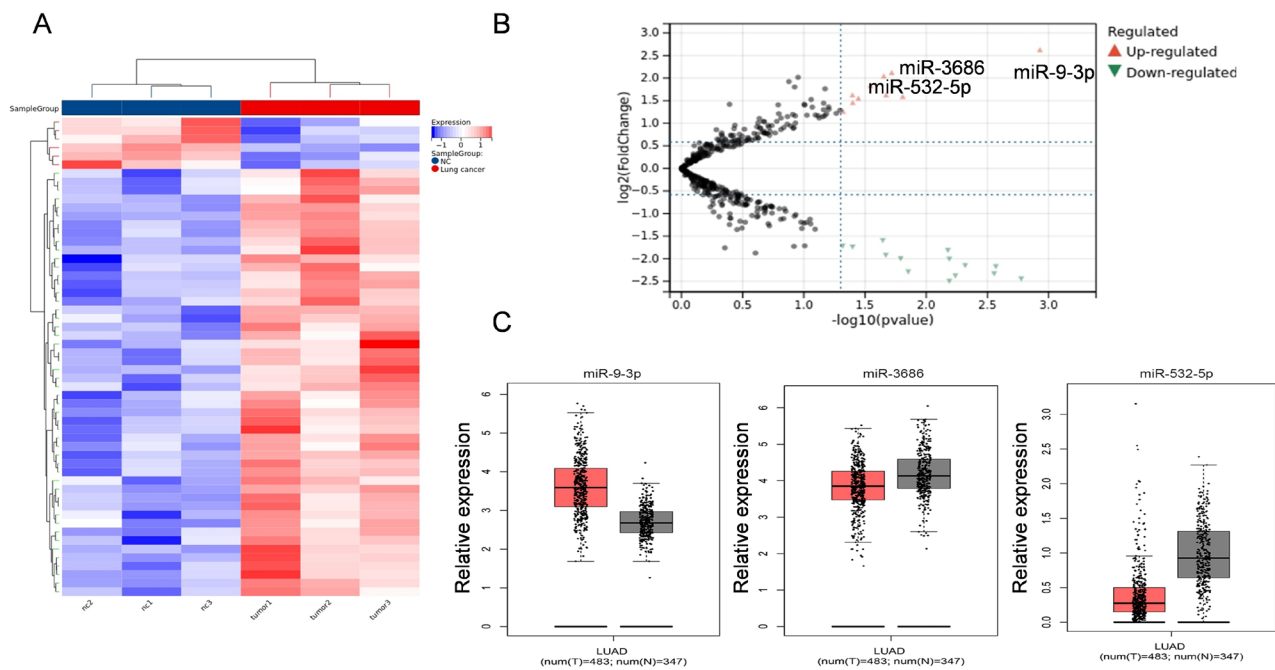 A
SampleGroup
Expression
−1 0 1
SampleGroup:
NC
Lung cancer
nc2 nc1 nc3 tumor1 tumor2 tumor3
B
log2(FoldChange)
3.0
2.5
2.0
1.5
1.0
0.5
0.0
−0.5
−1.0
−1.5
−2.0
−2.5
miR-3686
miR-9-3p
miR-532-5p
0.0 0.5 1.0 1.5 2.0 2.5 3.0
-log10(pvalue)
Regulated
Up-regulated
Down-regulated
C
miR-9-3p
Relative expression
6
5
4
3
2
1
0
LUAD
(num(T)=483; num(N)=347)
miR-3686
Relative expression
6
5
4
3
2
1
0
LUAD
(num(T)=483; num(N)=347)
miR-532-5p
Relative expression
3.0
2.5
2.0
1.5
1.0
0.5
0.0
LUAD
(num(T)=483; num(N)=347)